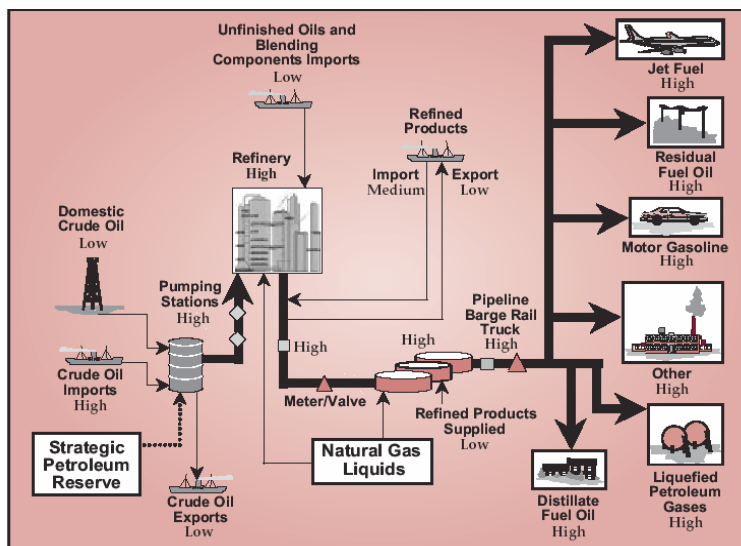 Unfinished Oils and
Blending
Components Imports
Low
Jet Fuel
High
Refined
Products
Import
Medium
Export
Low
Refinery
High
Residual
Fuel Oil
High
Domestic
Crude Oil
Low
Motor Gasoline
High
Pumping
Stations
High
Pipeline
Barge Rail
Truck
High
High
High
Crude Oil
Imports
High
Other
High
Meter/Valve
Refined Products
Supplied
Low
Strategic
Petroleum
Reserve
Natural Gas
Liquids
Crude Oil
Exports
Low
Distillate
Fuel Oil
High
Liquefied
Petroleum
Gases
High